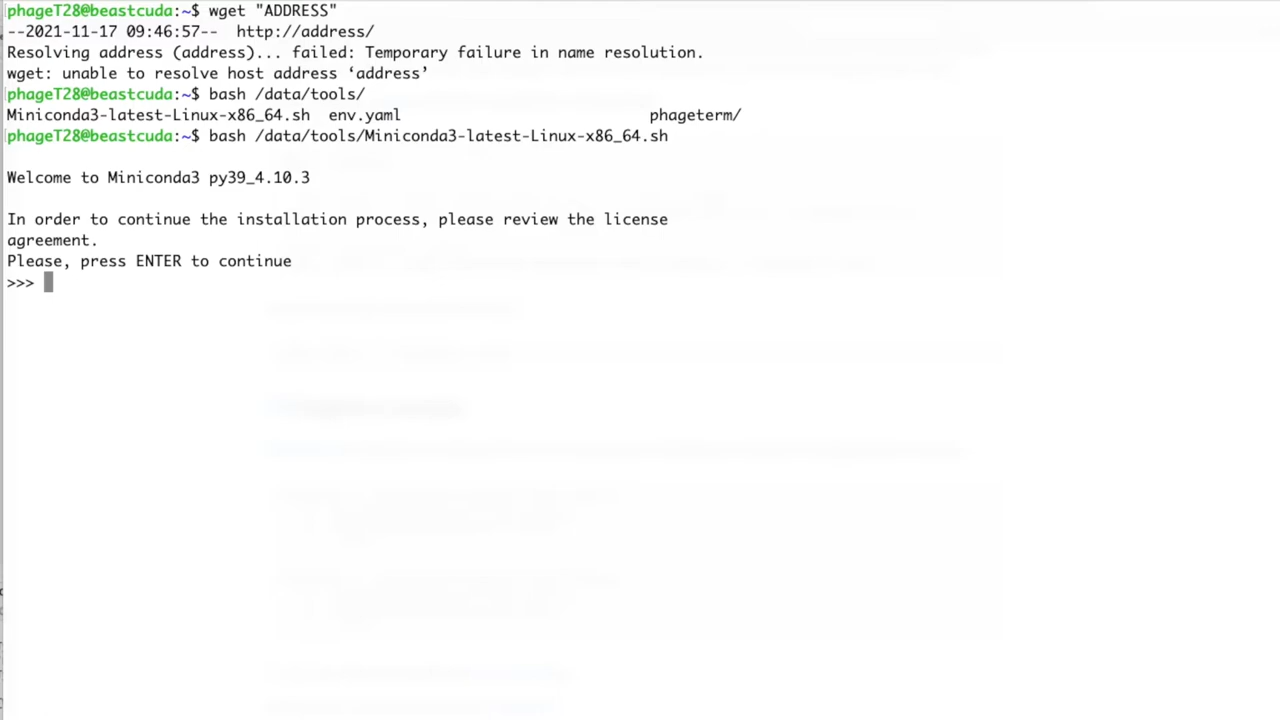 phageT28@beastcuda:~$ wget "ADDRESS"
--2021-11-17 09:46:57--  http://address/
Resolving address (address)... failed: Temporary failure in name resolution.
wget: unable to resolve host address ‘address’
phageT28@beastcuda:~$ bash /data/tools/
Miniconda3-latest-Linux-x86_64.sh  env.yaml                           phageterm/
phageT28@beastcuda:~$ bash /data/tools/Miniconda3-latest-Linux-x86_64.sh
Welcome to Miniconda3 py39_4.10.3
In order to continue the installation process, please review the license
agreement.
Please, press ENTER to continue
>>>